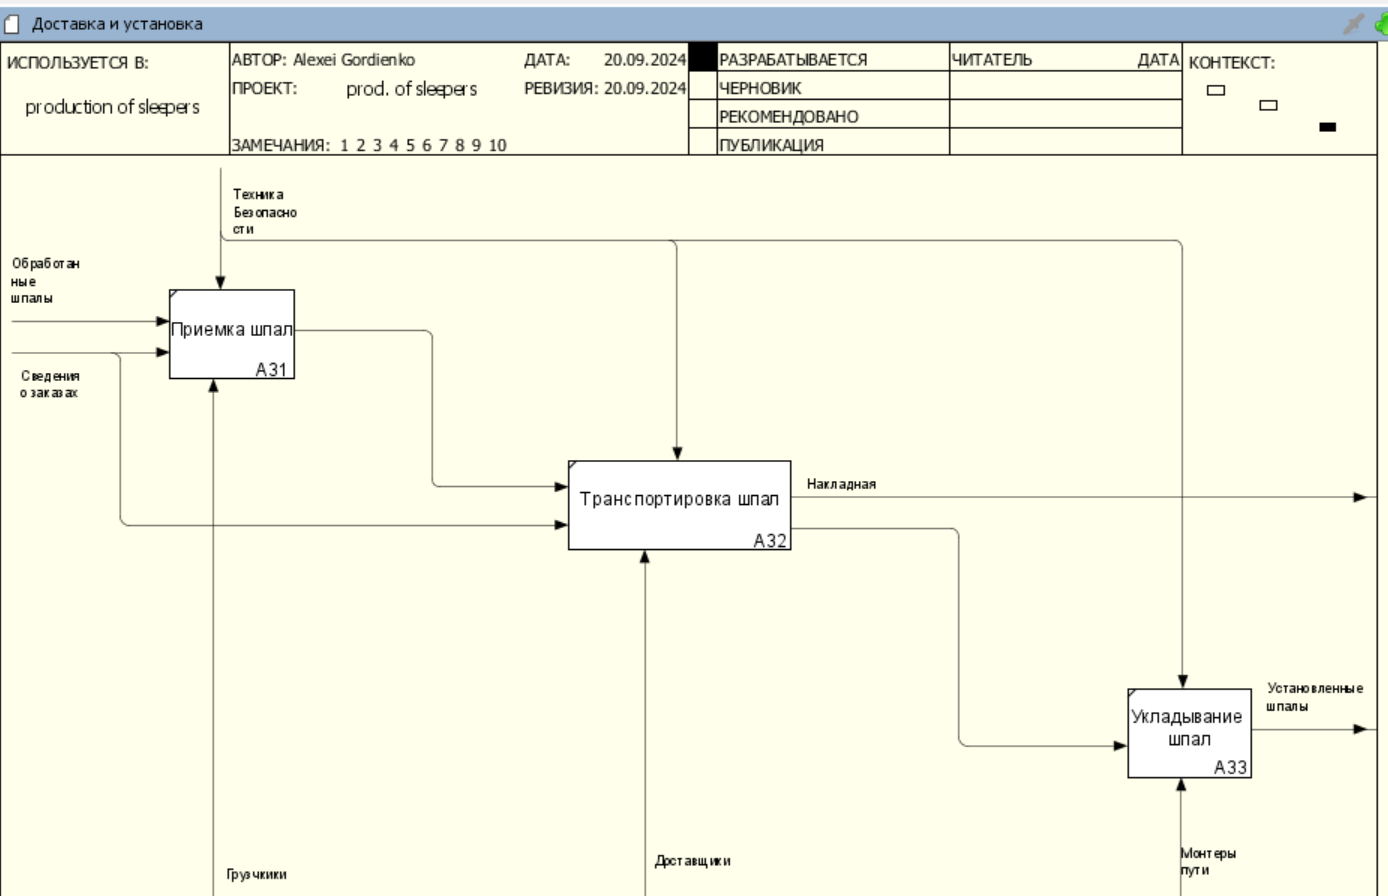 Доставка и установка
ИСПОЛЬЗУЕТСЯ В:
production of sleepers
АВТОР: Alexei Gordienko
ДАТА: 20.09.2024
ПРОЕКТ: prod. of sleepers
РЕВИЗИЯ: 20.09.2024
ЗАМЕЧАНИЯ: 1 2 3 4 5 6 7 8 9 10
РАЗРАБАТЫВАЕТСЯ
ЧЕРНОВИК
РЕКОМЕНДОВАНО
ПУБЛИКАЦИЯ
ЧИТАТЕЛЬ ДАТА
КОНТЕКСТ:
Техника
Безопасно
сти
Обработан
ные
шпалы
Приемка шпал
A31
Сведения
о заказах
Транспортировка шпал
A32
Накладная
Укладывание
шпал
A33
Установленные
шпалы
Грузчкики
Доставщики
Монтеры
пути